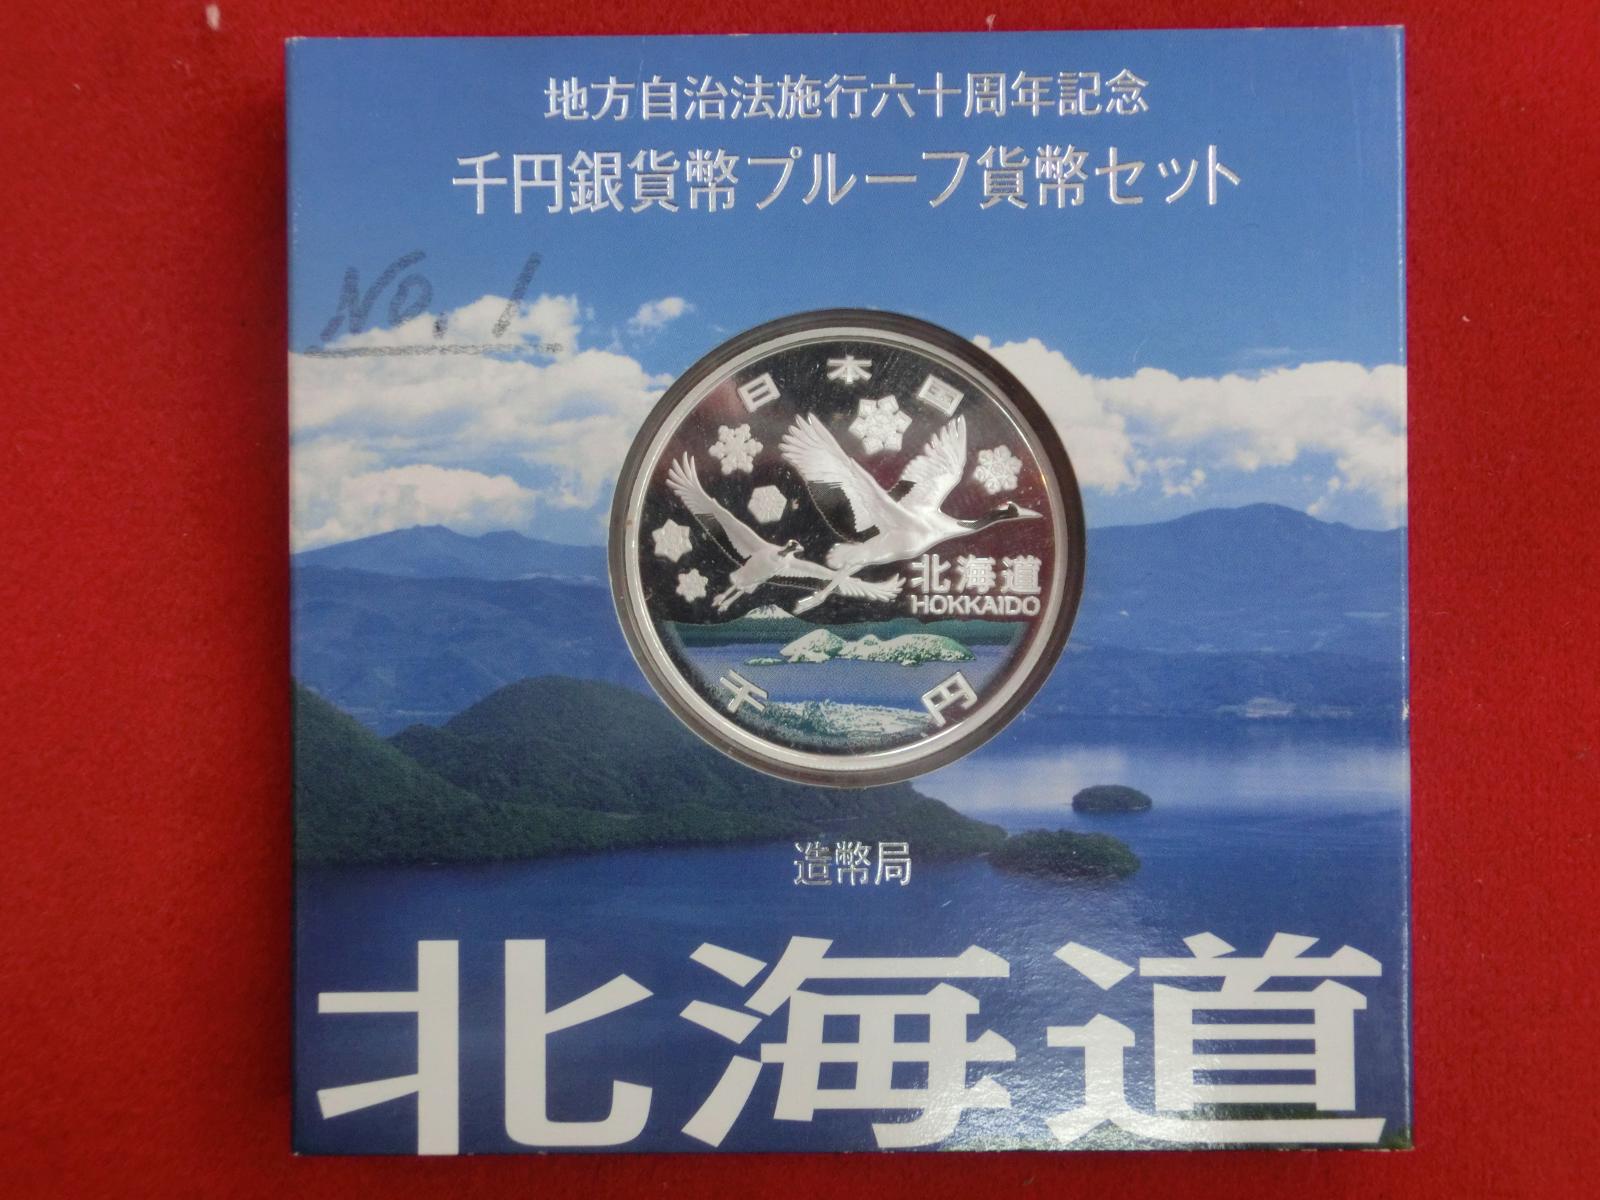 地方自治法施行六十周年記念
千円銀貨幣プルーフ貨幣セット
No. 1
日本国
北海道
HOKKAIDO
千円
造幣局
北海道